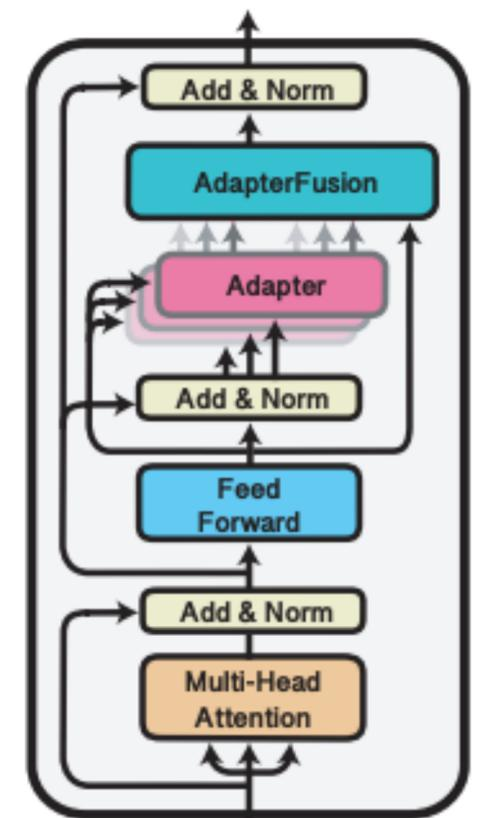 Add & Norm
AdapterFusion
Adapter
Add & Norm
Feed
Forward
Add & Norm
Multi-Head
Attention